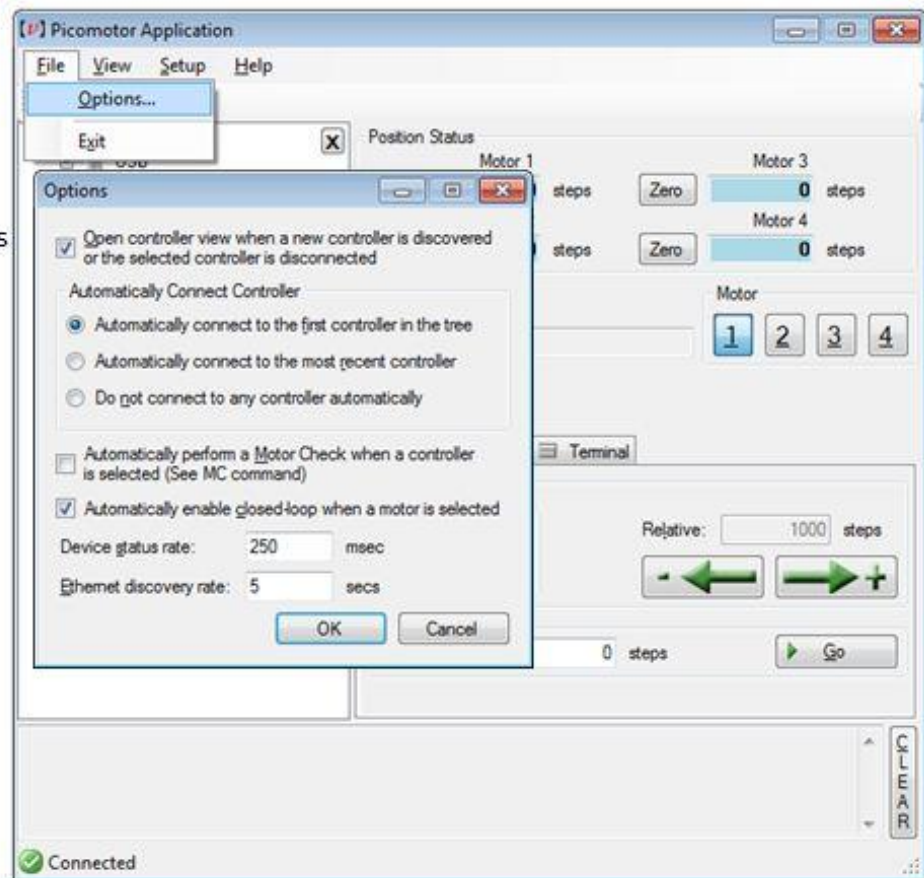 [ν] Picomotor Application
File View Setup Help
Options...
Exit
USB
X
Position Status
Motor 1
Motor 3
steps Zero 0 steps
Motor 4
steps Zero 0 steps
5
Options
Open controller view when a new controller is discovered
or the selected controller is disconnected
Automatically Connect Controller
Automatically connect to the first controller in the tree
Automatically connect to the most recent controller
Do not connect to any controller automatically
Automatically perform a Motor Check when a controller
is selected (See MC command)
Automatically enable closed-loop when a motor is selected
Device status rate: 250 msec
Ethernet discovery rate: 5 secs
OK Cancel
Motor
1 2 3 4
Terminal
Relative: 1000 steps
- +
0 steps Go
CLEAR
Connected